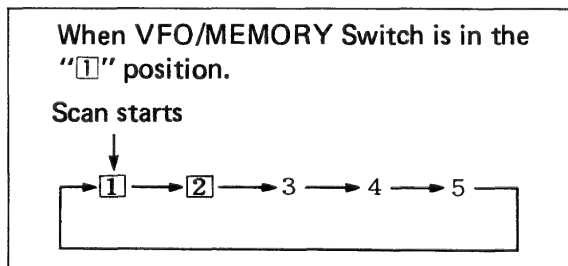 When VFO/MEMORY Switch is in the
“1” position.
Scan starts
1 2 3 4 5